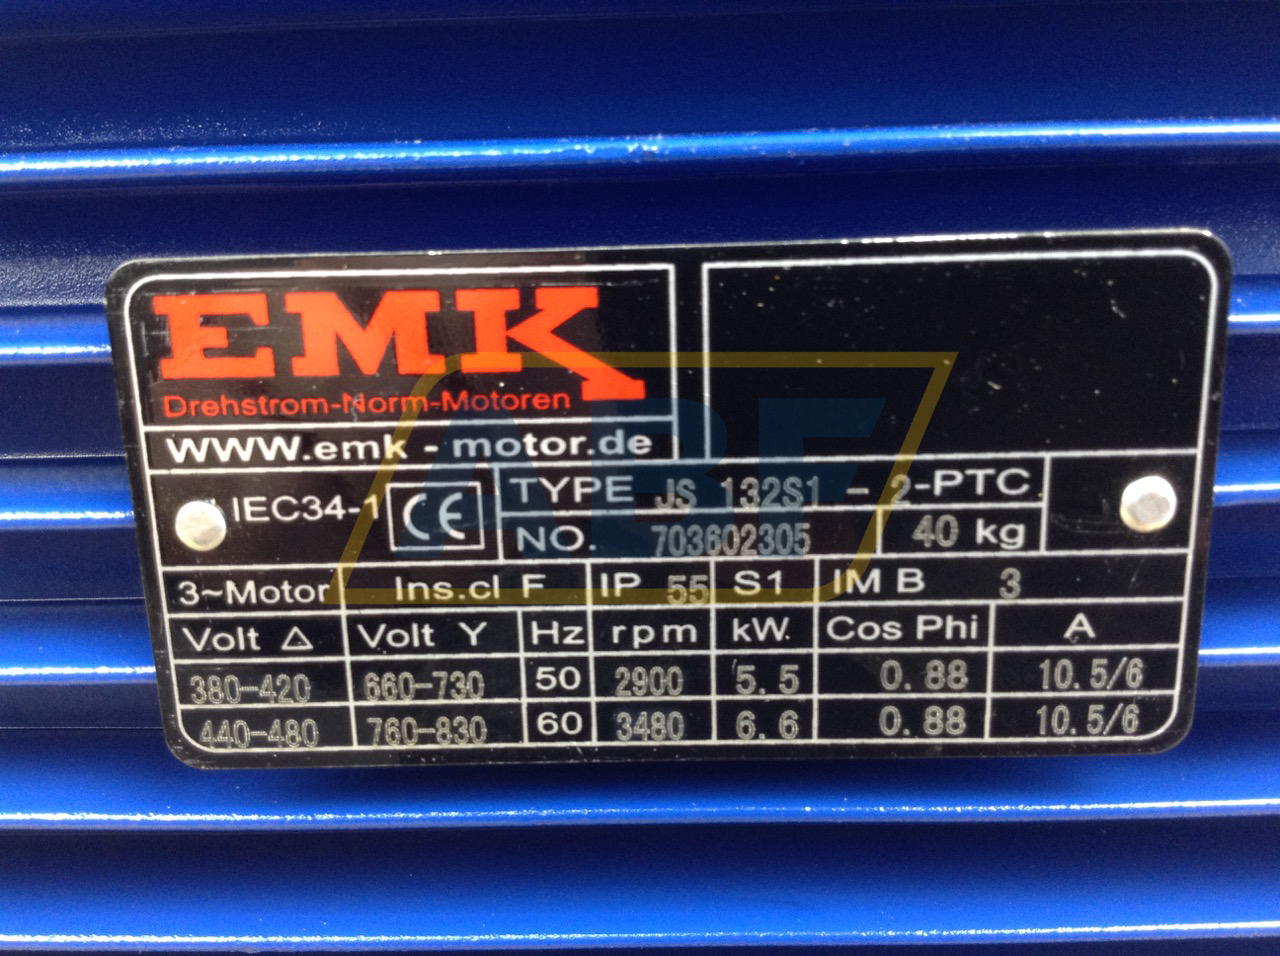 EMK
Drehstrom-Norm-Motoren
WWW.emk - motor.de
IEC34-1 CE TYPE JS 132S1 - 2-PTC
NO. 703602305 40 kg
3~Motor Ins.cl F IP 55 S1 IM B 3
Volt △ Volt Y Hz rpm kW. Cos Phi A
380-420 660-730 50 2900 5.5 0.88 10.5/6
440-480 760-830 60 3480 6.6 0.88 10.5/6
ABF